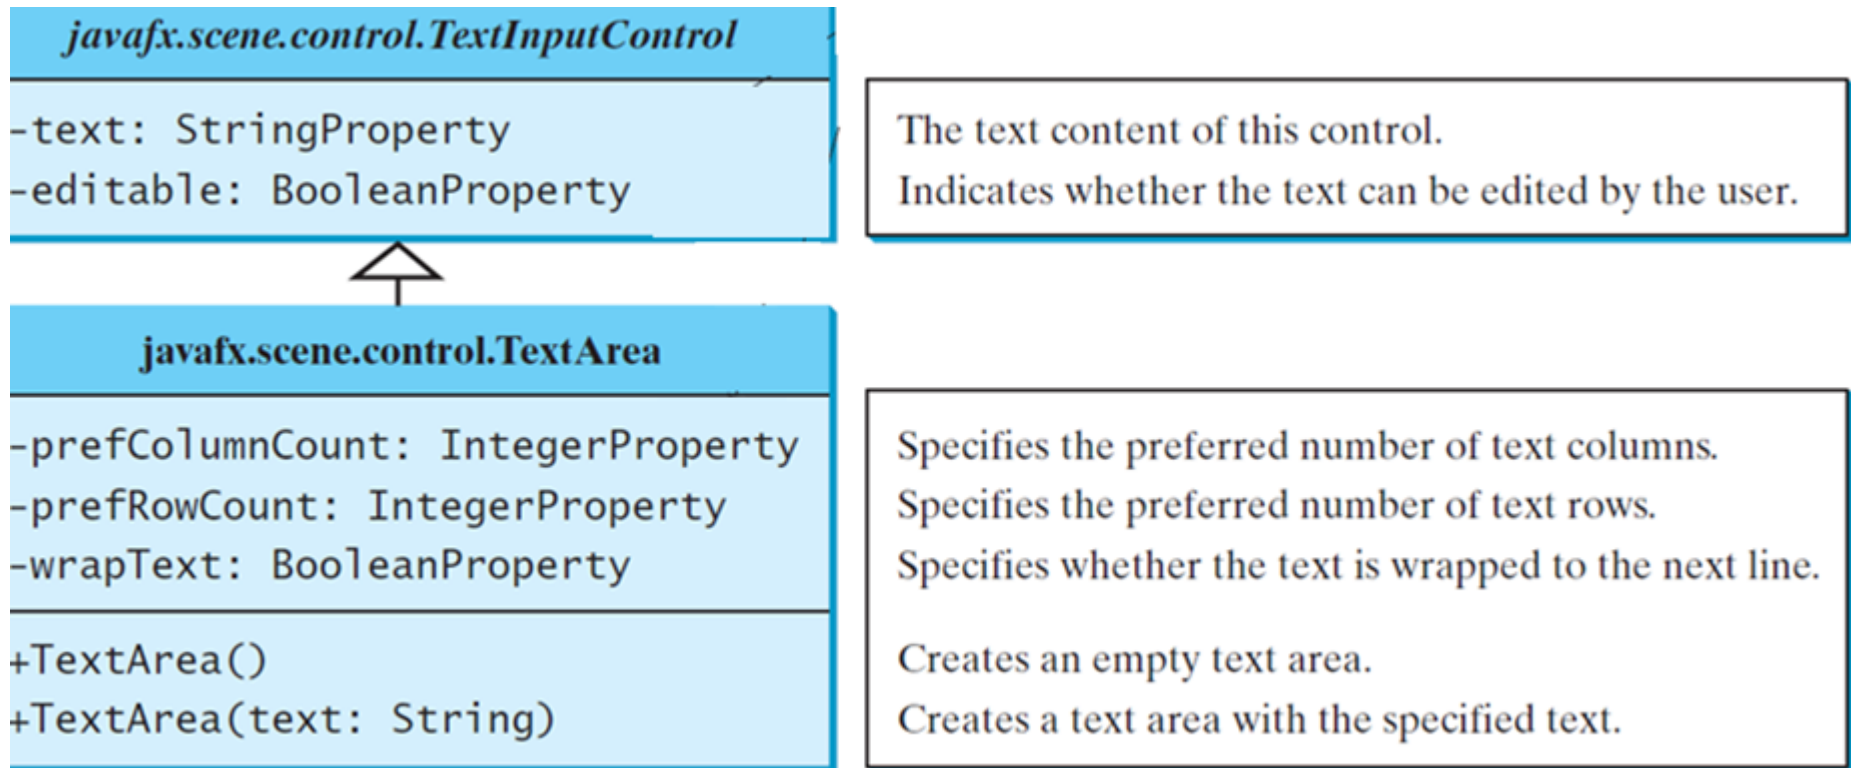 javafx.scene.control.TextInputControl
-text: StringProperty
-editable: BooleanProperty
The text content of this control.
Indicates whether the text can be edited by the user.
javafx.scene.control.TextArea
-prefColumnCount: IntegerProperty
-prefRowCount: IntegerProperty
-wrapText: BooleanProperty
+TextArea()
+TextArea(text: String)
Specifies the preferred number of text columns.
Specifies the preferred number of text rows.
Specifies whether the text is wrapped to the next line.
Creates an empty text area.
Creates a text area with the specified text.